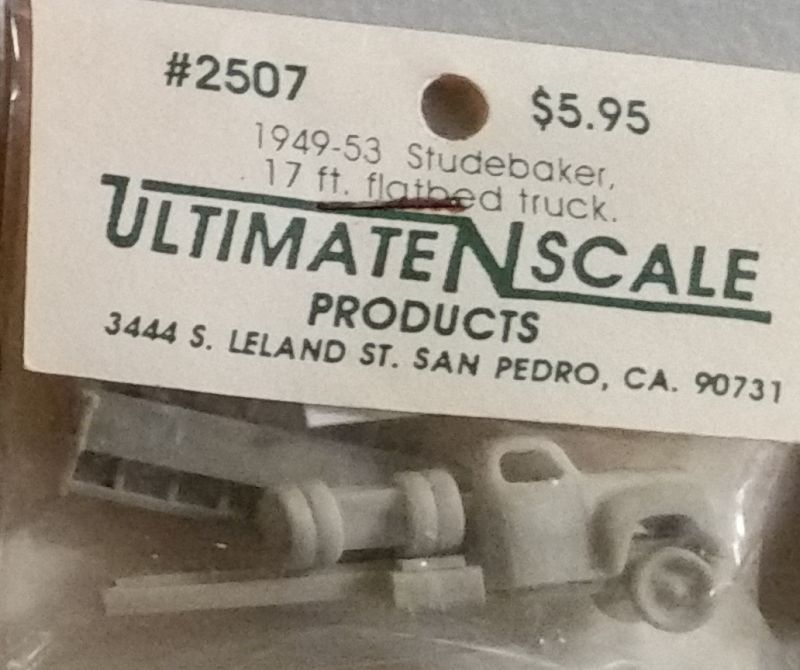 #2507
$5.95
1949-53 Studebaker,
17 ft. flatbed truck.
ULTIMATE N SCALE
PRODUCTS
3444 S. LELAND ST. SAN PEDRO, CA. 90731